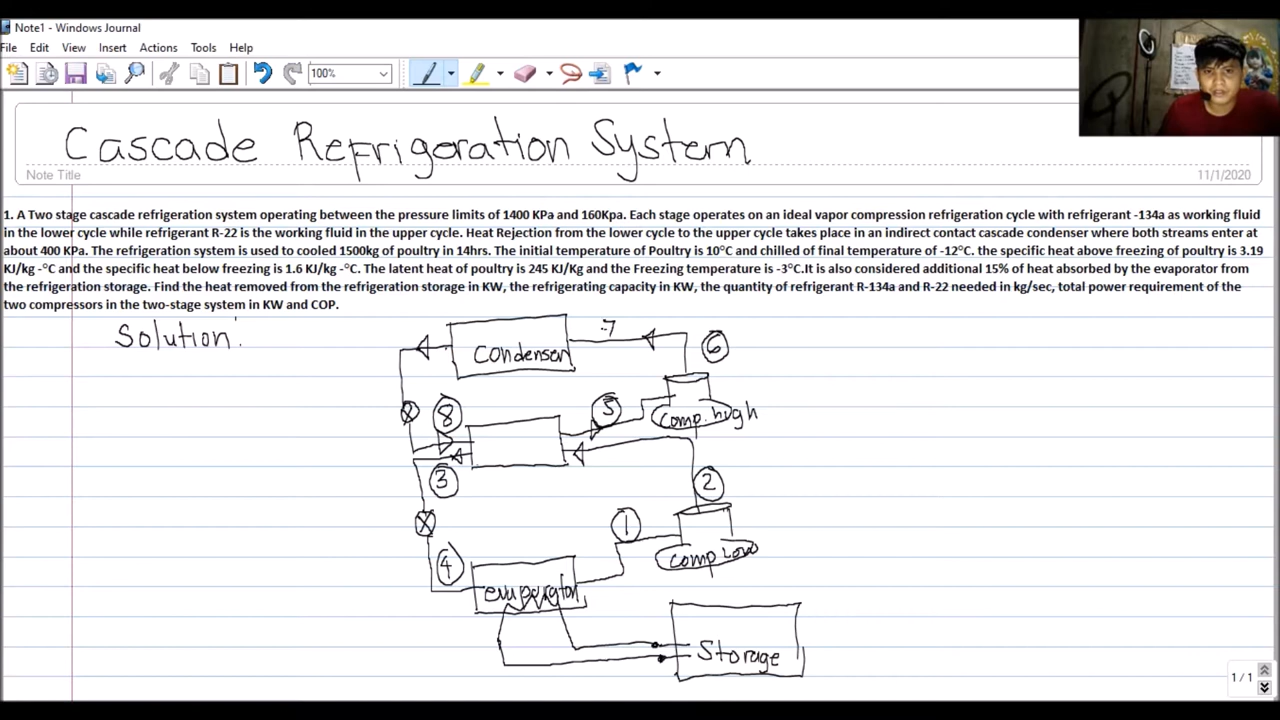 Note1 - Windows Journal
File Edit View Insert Actions Tools Help
100%
Cascade Refrigeration System
Note Title
11/1/2020
1. A Two stage cascade refrigeration system operating between the pressure limits of 1400 KPa and 160Kpa. Each stage operates on an ideal vapor compression refrigeration cycle with refrigerant -134a as working fluid
in the lower cycle while refrigerant R-22 is the working fluid in the upper cycle. Heat Rejection from the lower cycle to the upper cycle takes place in an indirect contact cascade condenser where both streams enter at
about 400 KPa. The refrigeration system is used to cooled 1500kg of poultry in 14hrs. The initial temperature of Poultry is 10°C and chilled of final temperature of -12°C. the specific heat above freezing of poultry is 3.19
KJ/kg -°C and the specific heat below freezing is 1.6 KJ/kg -°C. The latent heat of poultry is 245 KJ/Kg and the Freezing temperature is -3°C.It is also considered additional 15% of heat absorbed by the evaporator from
the refrigeration storage. Find the heat removed from the refrigeration storage in KW, the refrigerating capacity in KW, the quantity of refrigerant R-134a and R-22 needed in kg/sec, total power requirement of the
two compressors in the two-stage system in KW and COP.
Solution:
7
6
Condenser
8
5
Comp. high
3
2
1
4
Comp Low
evaporator
Storage
1 / 1